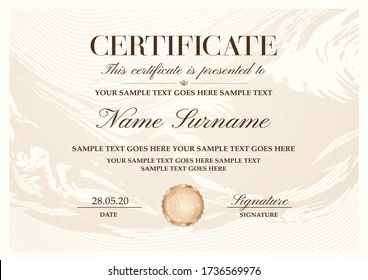 CERTIFICATE
This certificate is presented to
YOUR SAMPLE TEXT GOES HERE SAMPLE TEXT
Name Surname
SAMPLE TEXT GOES HERE YOUR SAMPLE TEXT GOES HERE
YOUR SAMPLE TEXT GOES HERE SAMPLE TEXT
SAMPLE TEXT GOES HERE
28.05.20
Signature
DATE
SIGNATURE
shutterstock.com · 1736569976